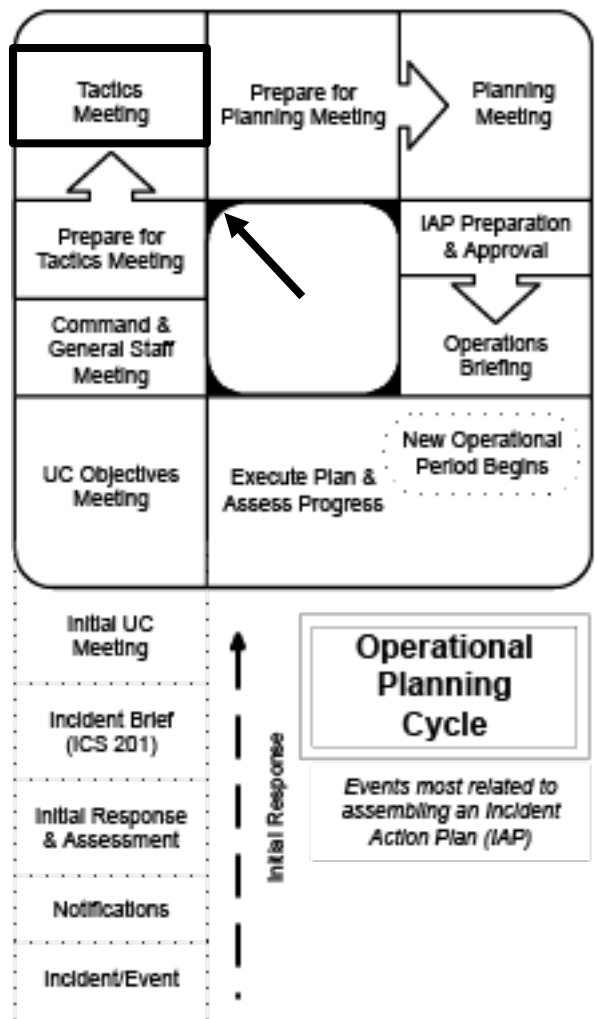 Tactics
Meeting
Prepare for
Planning Meeting
Planning
Meeting
Prepare for
Tactics Meeting
IAP Preparation
& Approval
Command &
General Staff
Meeting
Operations
Briefing
UC Objectives
Meeting
Execute Plan &
Assess Progress
New Operational
Period Begins
Initial UC
Meeting
Incident Brief
(ICS 201)
Initial Response
& Assessment
Notifications
Incident/Event
Initial Response
Operational
Planning
Cycle
Events most related to
assembling an Incident
Action Plan (IAP)